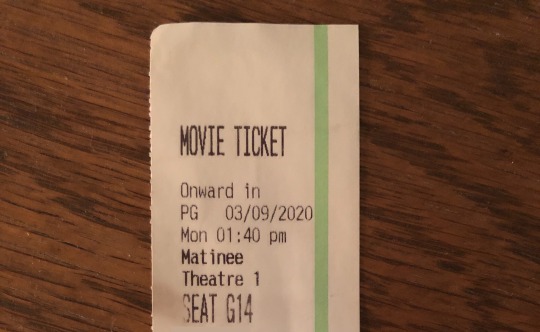 MOVIE TICKET
Onward in
PG 03/09/2020
Mon 01:40 pm
Matinee
Theatre 1
SEAT G14